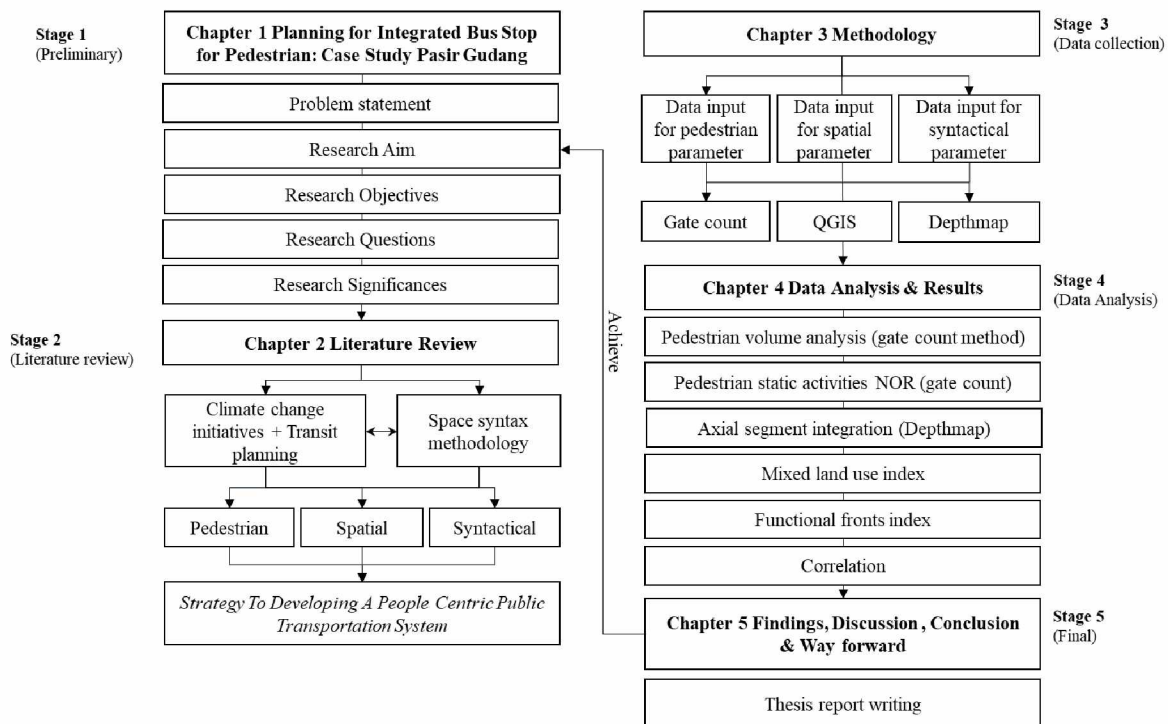 Stage 1
(Preliminary)
Chapter 1 Planning for Integrated Bus Stop
for Pedestrian: Case Study Pasir Gudang
Problem statement
Research Aim
Research Objectives
Research Questions
Research Significances
Stage 2
(Literature review)
Chapter 2 Literature Review
Climate change
initiatives + Transit
planning
Space syntax
methodology
Pedestrian
Spatial
Syntactical
Strategy To Developing A People Centric Public
Transportation System
Achieve
Chapter 3 Methodology
Stage 3
(Data collection)
Data input
for pedestrian
parameter
Data input
for spatial
parameter
Data input for
syntactical
parameter
Gate count
QGIS
Depthmap
Chapter 4 Data Analysis & Results
Stage 4
(Data Analysis)
Pedestrian volume analysis (gate count method)
Pedestrian static activities NOR (gate count)
Axial segment integration (Depthmap)
Mixed land use index
Functional fronts index
Correlation
Chapter 5 Findings, Discussion, Conclusion
& Way forward
Stage 5
(Final)
Thesis report writing